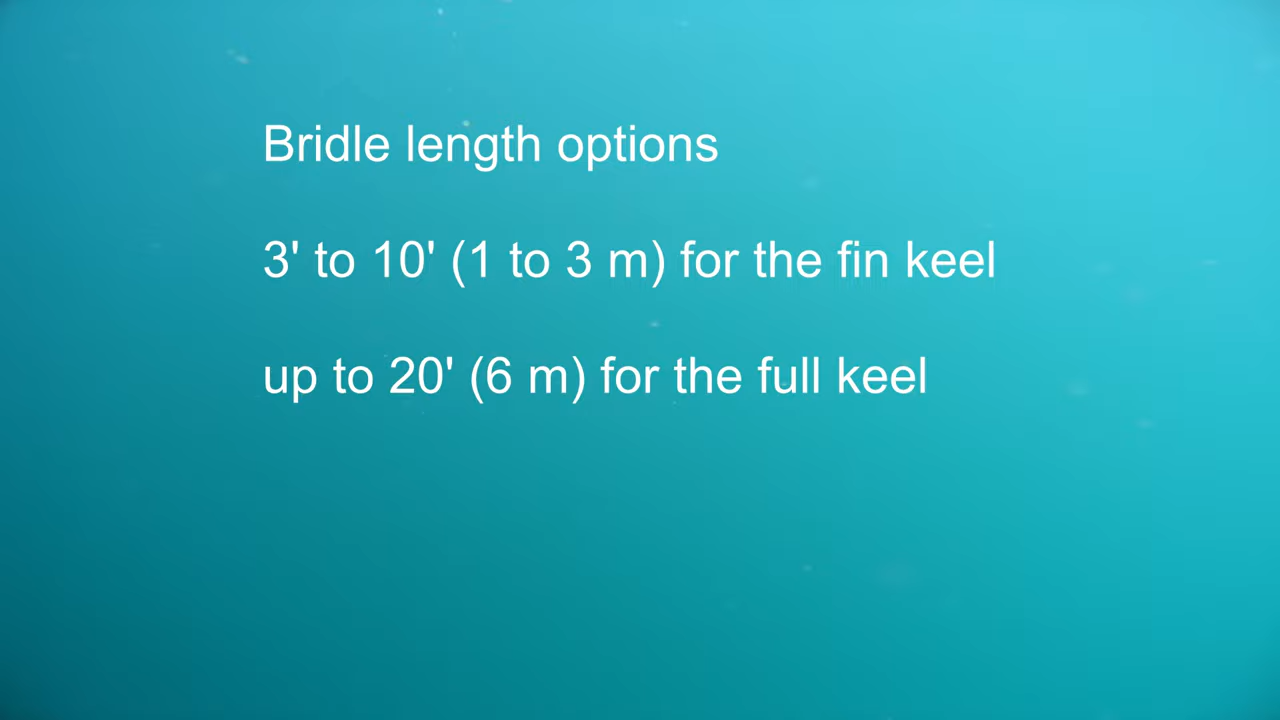 Bridle length options
3' to 10' (1 to 3 m) for the fin keel
up to 20' (6 m) for the full keel